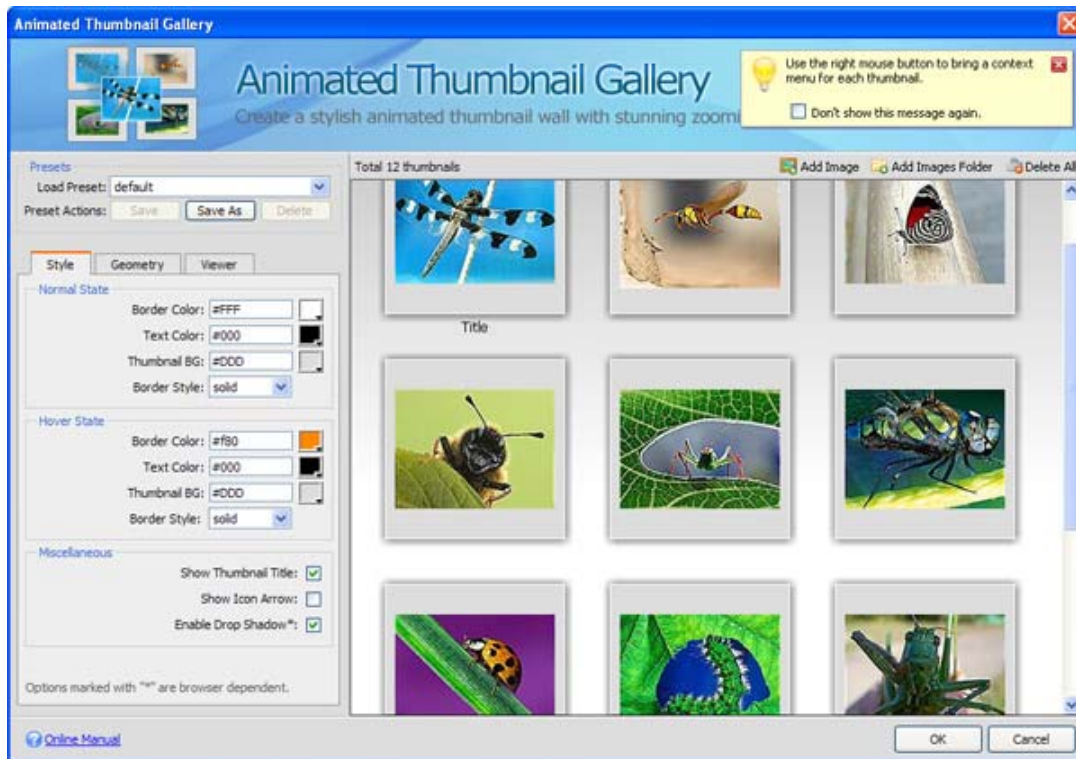 Animated Thumbnail Gallery
Animated Thumbnail Gallery
Create a stylish animated thumbnail wall with stunning zoomi
Use the right mouse button to bring a context
menu for each thumbnail.
Don't show this message again.
Presets
Load Preset: default
Preset Actions: Save Save As Delete
Total 12 thumbnails Add Image Add Images Folder Delete All
Style Geometry Viewer
Normal State
Border Color: #FFF
Text Color: #000
Thumbnail BG: #DDD
Border Style: solid
Hover State
Border Color: #f80
Text Color: #000
Thumbnail BG: #DDD
Border Style: solid
Miscellaneous
Show Thumbnail Title:
Show Icon Arrow:
Enable Drop Shadow*:
Options marked with "*" are browser dependent.
Title
Online Manual
OK Cancel